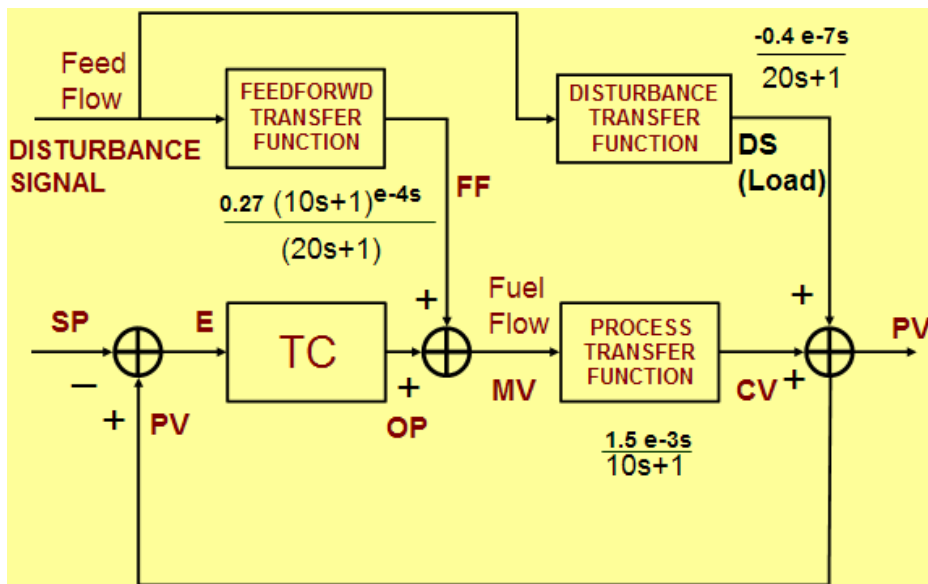 -0.4 e-7s
20s+1
Feed
Flow
FEEDFORWD
TRANSFER
FUNCTION
DISTURBANCE
TRANSFER
FUNCTION
DISTURBANCE
SIGNAL
DS
(Load)
FF
0.27 (10s+1)e-4s
(20s+1)
+
+
SP
E
TC
Fuel
Flow
PROCESS
TRANSFER
FUNCTION
PV
−
+
PV
+
OP
MV
CV
+
1.5 e-3s
10s+1